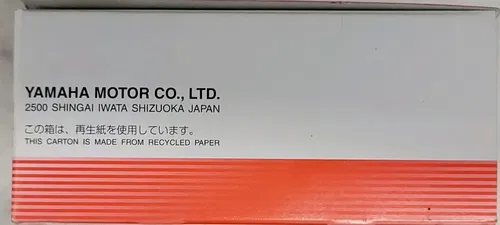 YAMAHA MOTOR CO., LTD.
2500 SHINGAI IWATA SHIZUOKA JAPAN
この箱は、再生紙を使用しています。
THIS CARTON IS MADE FROM RECYCLED PAPER